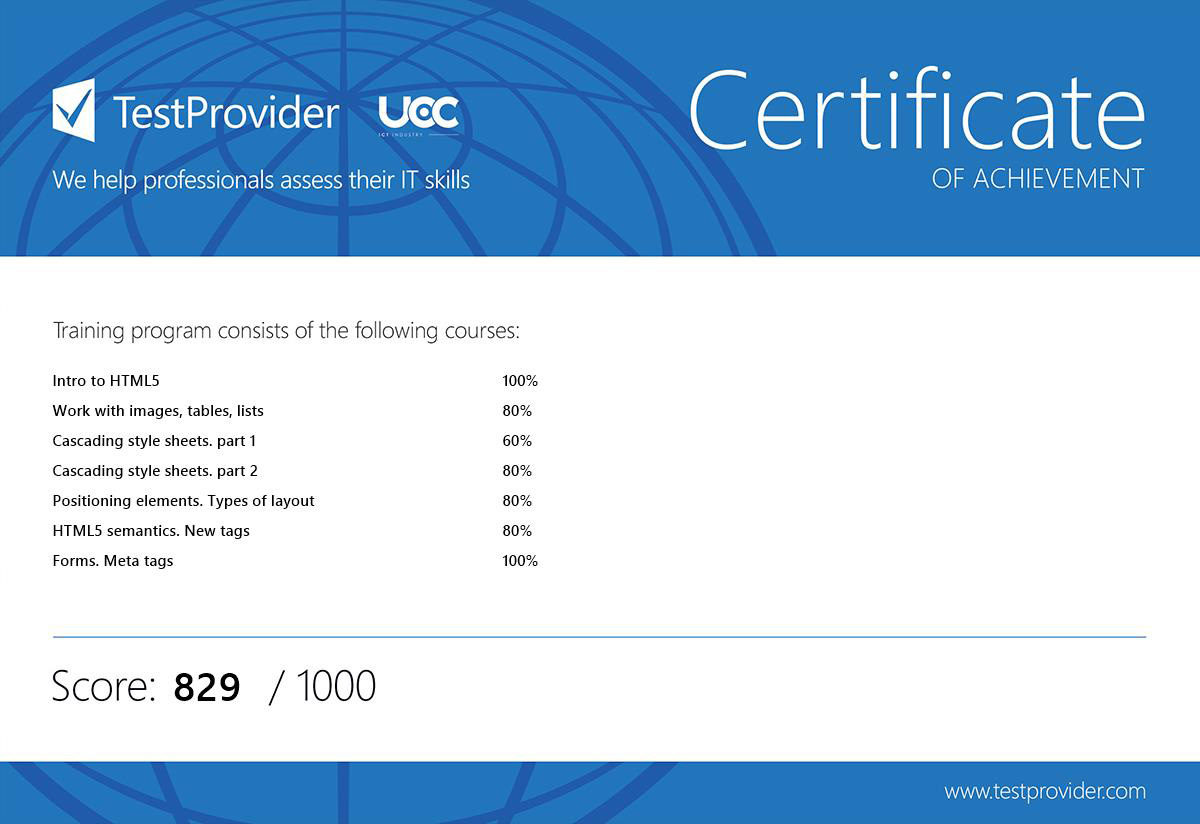 TestProvider
UCC
ICT INDUSTRY
We help professionals assess their IT skills
Certificate
OF ACHIEVEMENT
Training program consists of the following courses:
Intro to HTML5 100%
Work with images, tables, lists 80%
Cascading style sheets. part 1 60%
Cascading style sheets. part 2 80%
Positioning elements. Types of layout 80%
HTML5 semantics. New tags 80%
Forms. Meta tags 100%
Score: 829 / 1000
www.testprovider.com